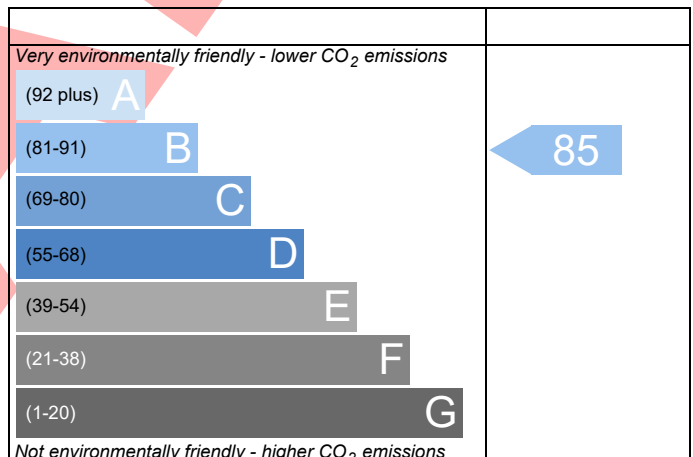 Very environmentally friendly - lower CO2 emissions
(92 plus) A
(81-91) B
85
(69-80) C
(55-68) D
(39-54) E
(21-38) F
(1-20) G
Not environmentally friendly - higher CO2 emissions